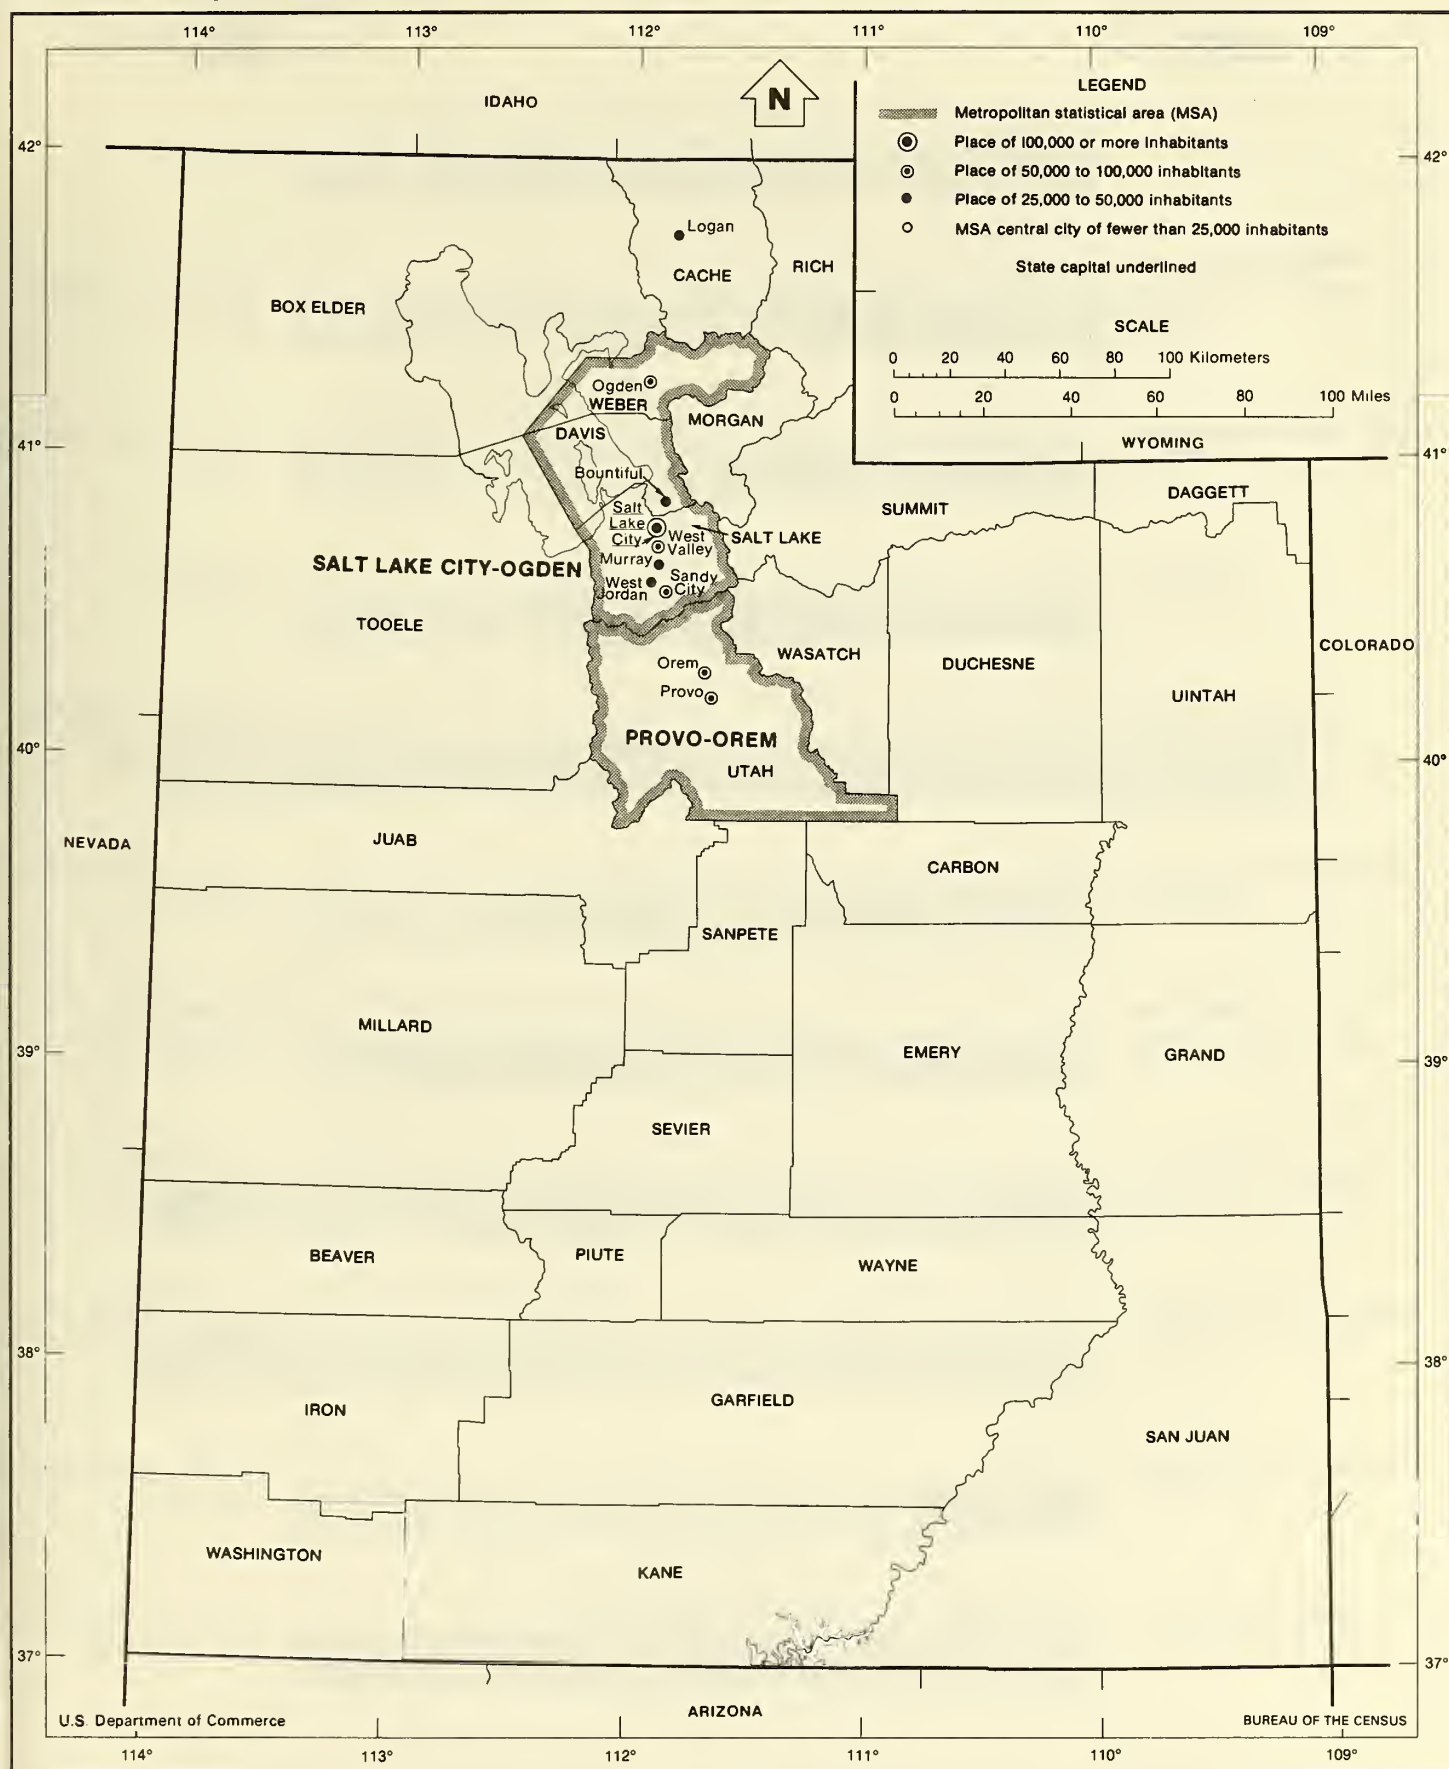 114° 113° 112° 111° 110° 109°
IDAHO
N
LEGEND
Metropolitan statistical area (MSA)
Place of 100,000 or more inhabitants
Place of 50,000 to 100,000 inhabitants
Place of 25,000 to 50,000 inhabitants
MSA central city of fewer than 25,000 inhabitants
State capital underlined
SCALE
0 20 40 60 80 100 Kilometers
0 20 40 60 80 100 Miles
WYOMING
42° 42°
Logan
CACHE
RICH
BOX ELDER
Ogden
WEBER
MORGAN
DAVIS
41° 41°
Bountiful
DAGGETT
SUMMIT
Salt
Lake
City
SALT LAKE
West
Valley
SALT LAKE CITY-OGDEN
Murray
West
Jordan
Sandy
City
TOOELE
WASATCH
DUCHESNE
COLORADO
UINTAH
Orem
Provo
PROVO-OREM
UTAH
40° 40°
NEVADA
JUAB
CARBON
SANPETE
MILLARD
EMERY
GRAND
39° 39°
SEVIER
BEAVER
PIUTE
WAYNE
38° 38°
IRON
GARFIELD
SAN JUAN
WASHINGTON
KANE
37° 37°
ARIZONA
U.S. Department of Commerce
BUREAU OF THE CENSUS
114° 113° 112° 111° 110° 109°